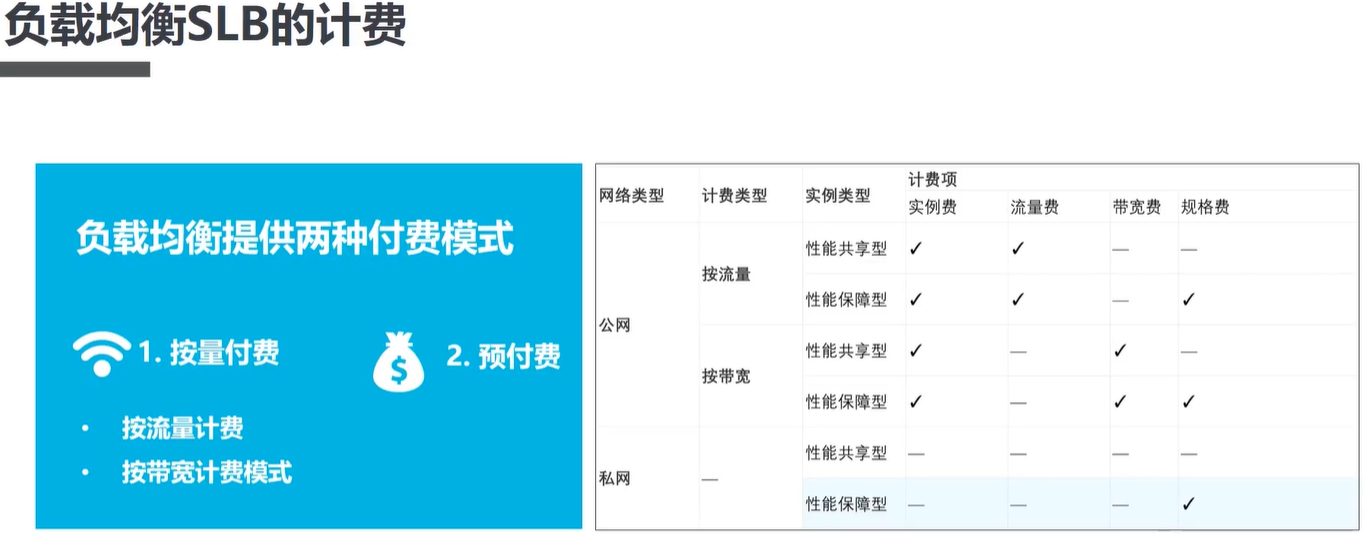 负载均衡SLB的计费
负载均衡提供两种付费模式
1. 按量付费
2. 预付费
• 按流量计费
• 按带宽计费模式
网络类型 计费类型 实例类型 计费项
实例费 流量费 带宽费 规格费
公网 按流量 性能共享型 ✓ ✓ — —
性能保障型 ✓ ✓ — ✓
按带宽 性能共享型 ✓ — ✓ —
性能保障型 ✓ — ✓ ✓
私网 — 性能共享型 — — — —
性能保障型 — — — ✓